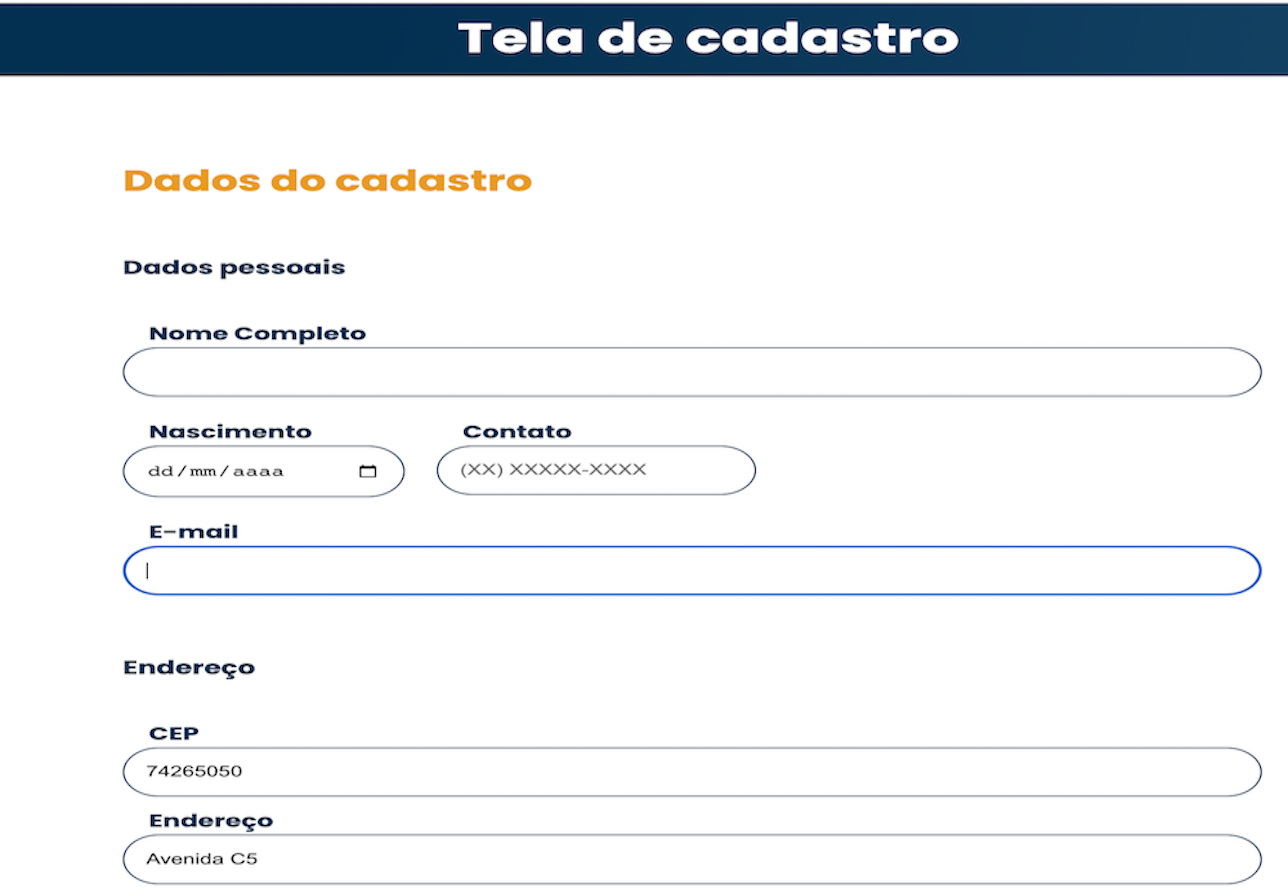 Tela de cadastro
Dados do cadastro
Dados pessoais
Nome Completo
Nascimento Contato
dd/mm/aaaa (XX) XXXXX-XXXX
E-mail
Endereço
CEP
74265050
Endereço
Avenida C5